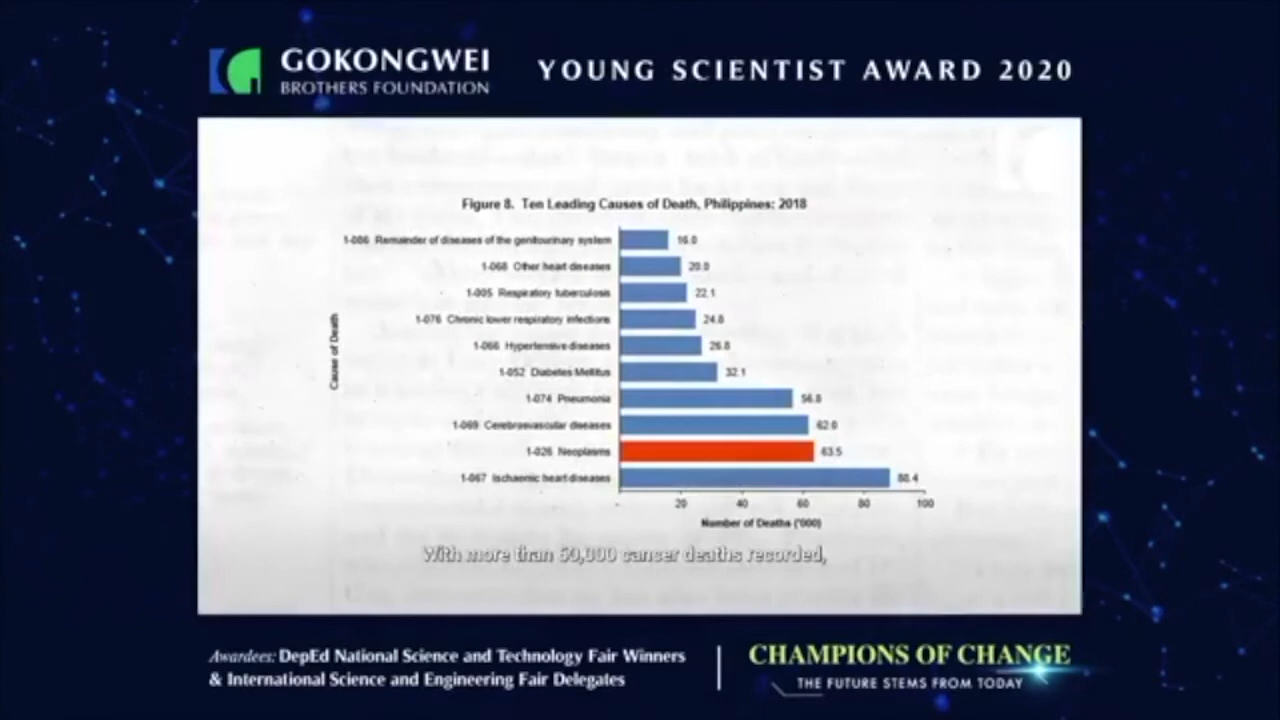 GOKONGWEI
BROTHERS FOUNDATION
YOUNG SCIENTIST AWARD 2020
Figure 8. Ten Leading Causes of Death, Philippines: 2018
1-086 Remainder of diseases of the genitourinary system 16.0
1-068 Other heart diseases 20.0
1-005 Respiratory tuberculosis 22.1
1-076 Chronic lower respiratory infections 24.8
1-066 Hypertensive diseases 26.8
1-052 Diabetes Mellitus 32.1
1-074 Pneumonia 56.8
1-069 Cerebrovascular diseases 62.0
1-026 Neoplasms 63.5
1-067 Ischaemic heart diseases 88.4
Cause of Death
- 20 40 60 80 100
Number of Deaths ('000)
With more than 60,000 cancer deaths recorded,
Awardees: DepEd National Science and Technology Fair Winners
& International Science and Engineering Fair Delegates
CHAMPIONS OF CHANGE
THE FUTURE STEMS FROM TODAY